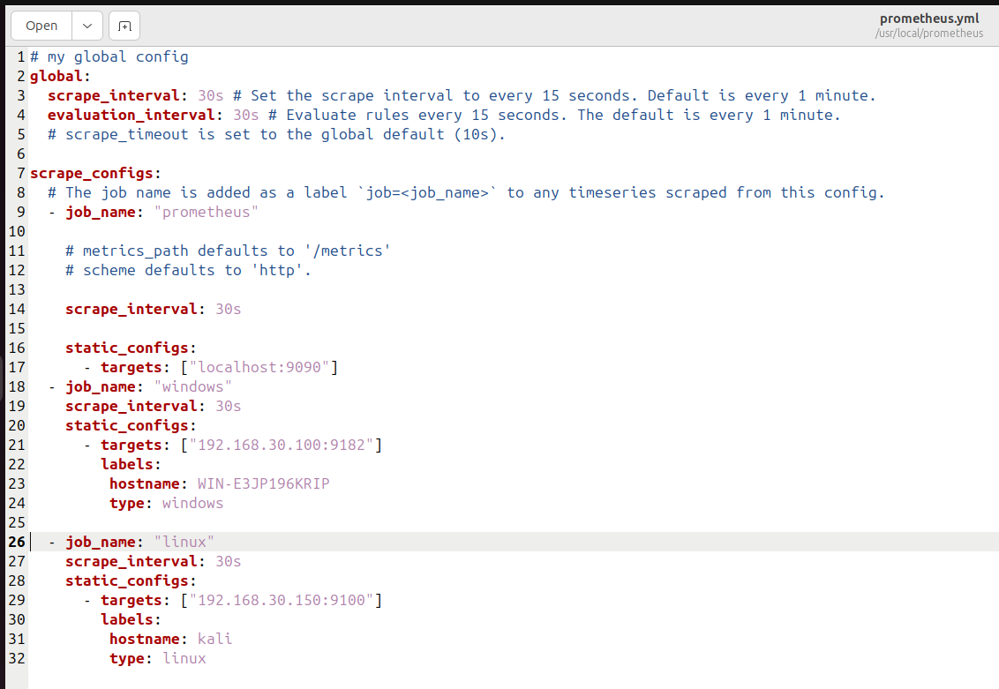 Open
prometheus.yml
/usr/local/prometheus
1 # my global config
2 global:
3   scrape_interval: 30s # Set the scrape interval to every 15 seconds. Default is every 1 minute.
4   evaluation_interval: 30s # Evaluate rules every 15 seconds. The default is every 1 minute.
5   # scrape_timeout is set to the global default (10s).
6
7 scrape_configs:
8   # The job name is added as a label `job=<job_name>` to any timeseries scraped from this config.
9   - job_name: "prometheus"
10
11     # metrics_path defaults to '/metrics'
12     # scheme defaults to 'http'.
13
14     scrape_interval: 30s
15
16     static_configs:
17       - targets: ["localhost:9090"]
18   - job_name: "windows"
19     scrape_interval: 30s
20     static_configs:
21       - targets: ["192.168.30.100:9182"]
22         labels:
23          hostname: WIN-E3JP196KRIP
24          type: windows
25
26   - job_name: "linux"
27     scrape_interval: 30s
28     static_configs:
29       - targets: ["192.168.30.150:9100"]
30         labels:
31          hostname: kali
32          type: linux